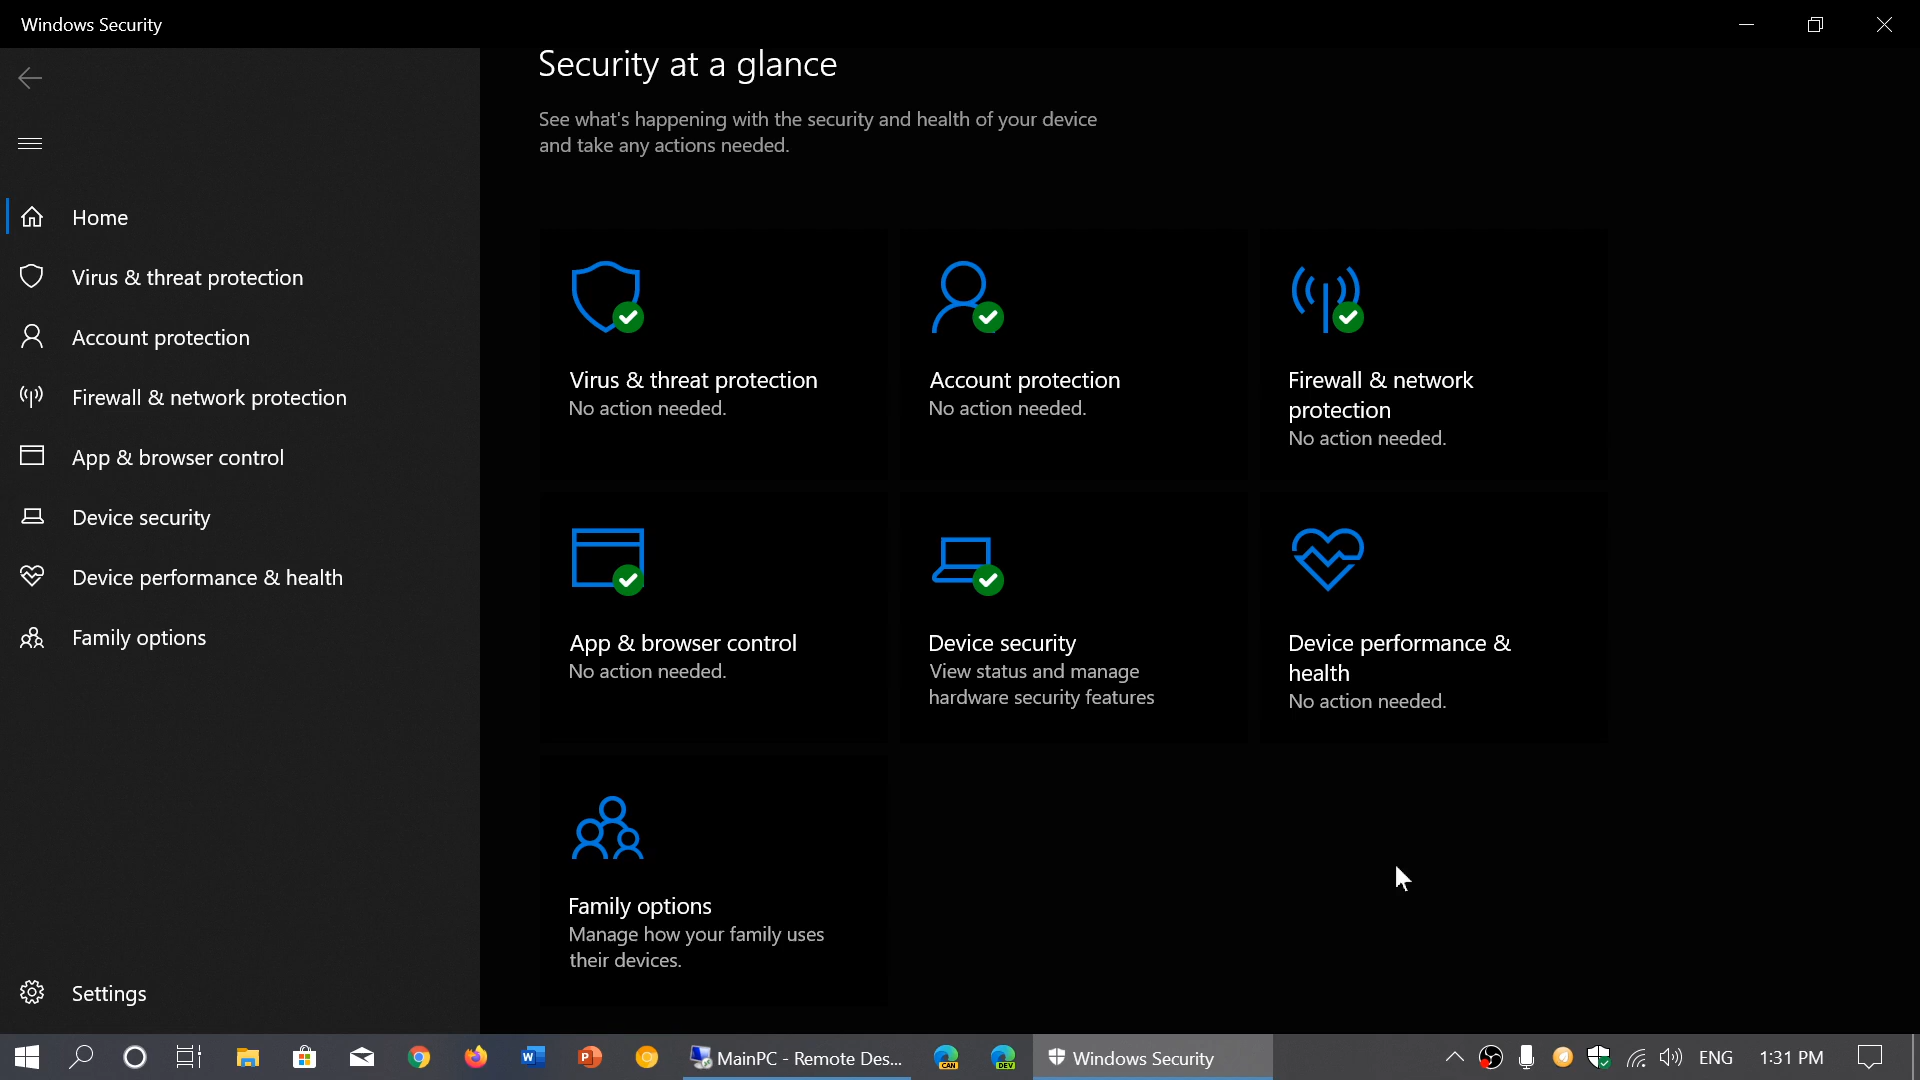 Windows Security
Security at a glance
See what's happening with the security and health of your device
and take any actions needed.
Home
Virus & threat protection
Account protection
Firewall & network protection
App & browser control
Device security
Device performance & health
Family options
Settings
Virus & threat protection
No action needed.
Account protection
No action needed.
Firewall & network
protection
No action needed.
App & browser control
No action needed.
Device security
View status and manage
hardware security features
Device performance &
health
No action needed.
Family options
Manage how your family uses
their devices.
W
P
MainPC - Remote Des...
CAN
DEV
Windows Security
ENG
1:31 PM